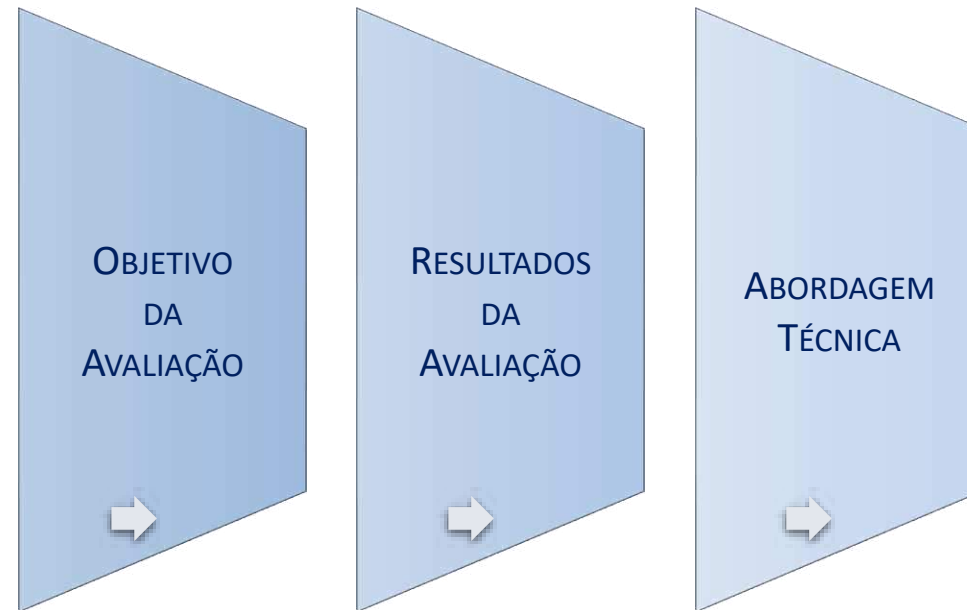 OBJETIVO
DA
AVALIAÇÃO
RESULTADOS
DA
AVALIAÇÃO
ABORDAGEM
TÉCNICA